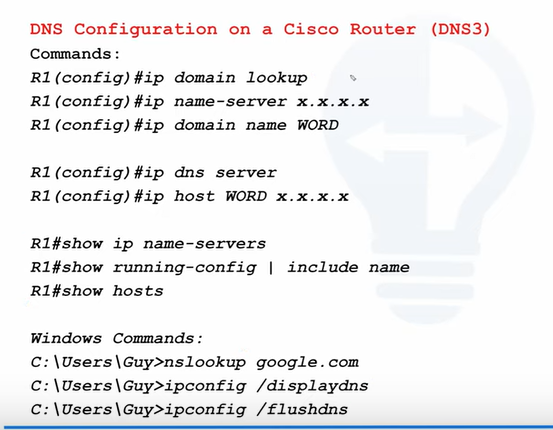 DNS Configuration on a Cisco Router (DNS3)
Commands:
R1(config)#ip domain lookup
R1(config)#ip name-server x.x.x.x
R1(config)#ip domain name WORD
R1(config)#ip dns server
R1(config)#ip host WORD x.x.x.x
R1#show ip name-servers
R1#show running-config | include name
R1#show hosts
Windows Commands:
C:\Users\Guy>nslookup google.com
C:\Users\Guy>ipconfig /displaydns
C:\Users\Guy>ipconfig /flushdns